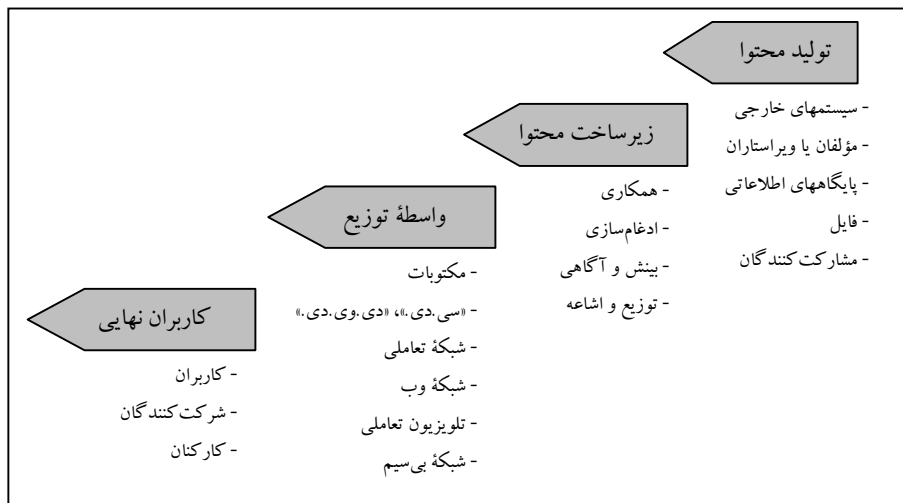 تولید محتوا
- سیستمهای خارجی
- مؤلفان یا ویراستاران
- پایگاههای اطلاعاتی
- فایل
- مشارکت‌کنندگان
زیرساخت محتوا
- همکاری
- ادغام‌سازی
- بینش و آگاهی
- توزیع و اشاعه
واسطهٔ توزیع
- مکتوبات
- «سی.دی.»، «دی.وی.دی.»
- شبکهٔ تعاملی
- شبکهٔ وب
- تلویزیون تعاملی
- شبکهٔ بی‌سیم
کاربران نهایی
- کاربران
- شرکت‌کنندگان
- کارکنان